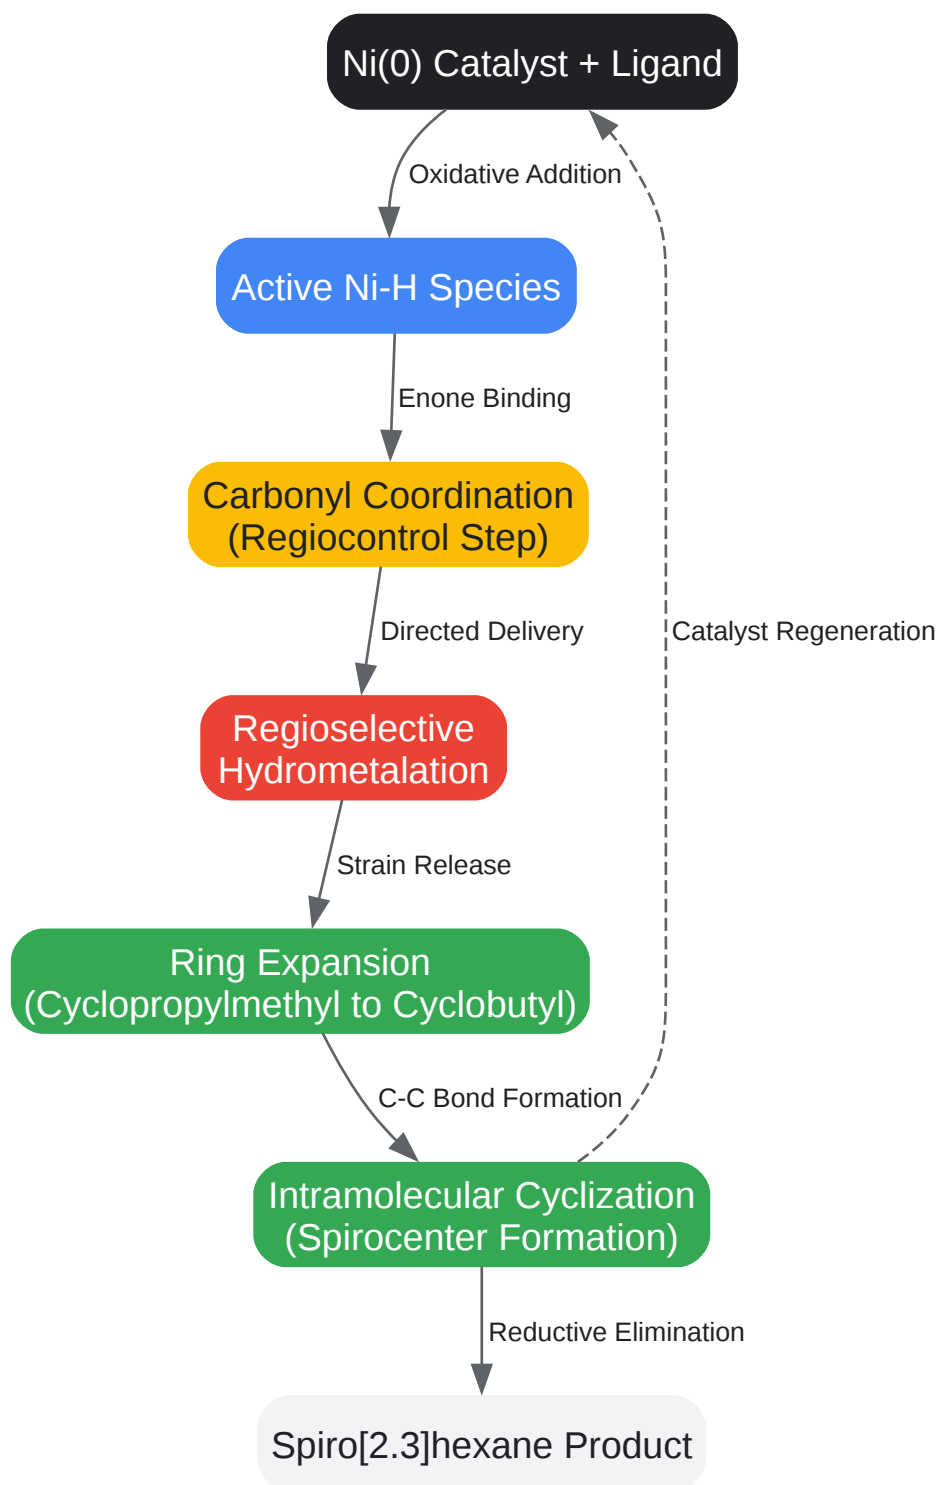 Ni(0) Catalyst + Ligand
Oxidative Addition
Active Ni-H Species
Enone Binding
Carbonyl Coordination
(Regiocontrol Step)
Directed Delivery
Catalyst Regeneration
Regioselective
Hydrometalation
Strain Release
Ring Expansion
(Cyclopropylmethyl to Cyclobutyl)
C-C Bond Formation
Intramolecular Cyclization
(Spirocenter Formation)
Reductive Elimination
Spiro[2.3]hexane Product